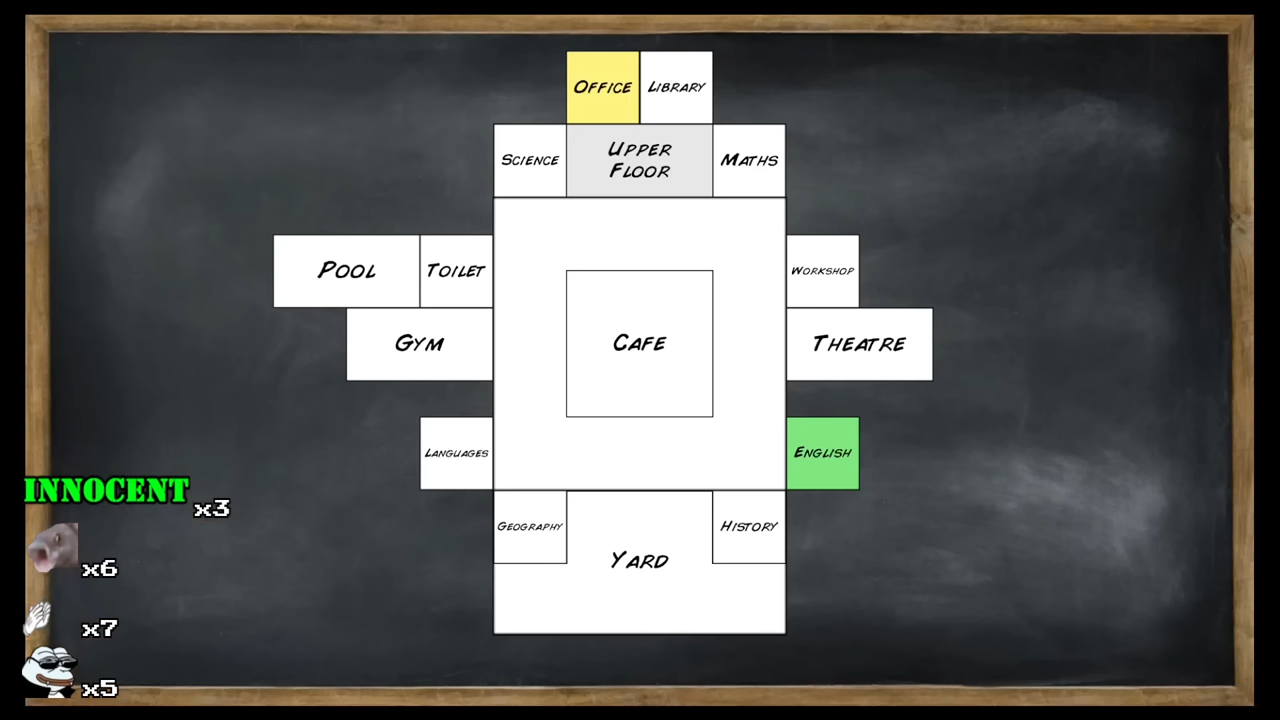 OFFICE
LIBRARY
SCIENCE
UPPER
FLOOR
MATHS
POOL
TOILET
WORKSHOP
GYM
CAFE
THEATRE
LANGUAGES
ENGLISH
INNOCENT x3
GEOGRAPHY
HISTORY
YARD
x6
x7
x5